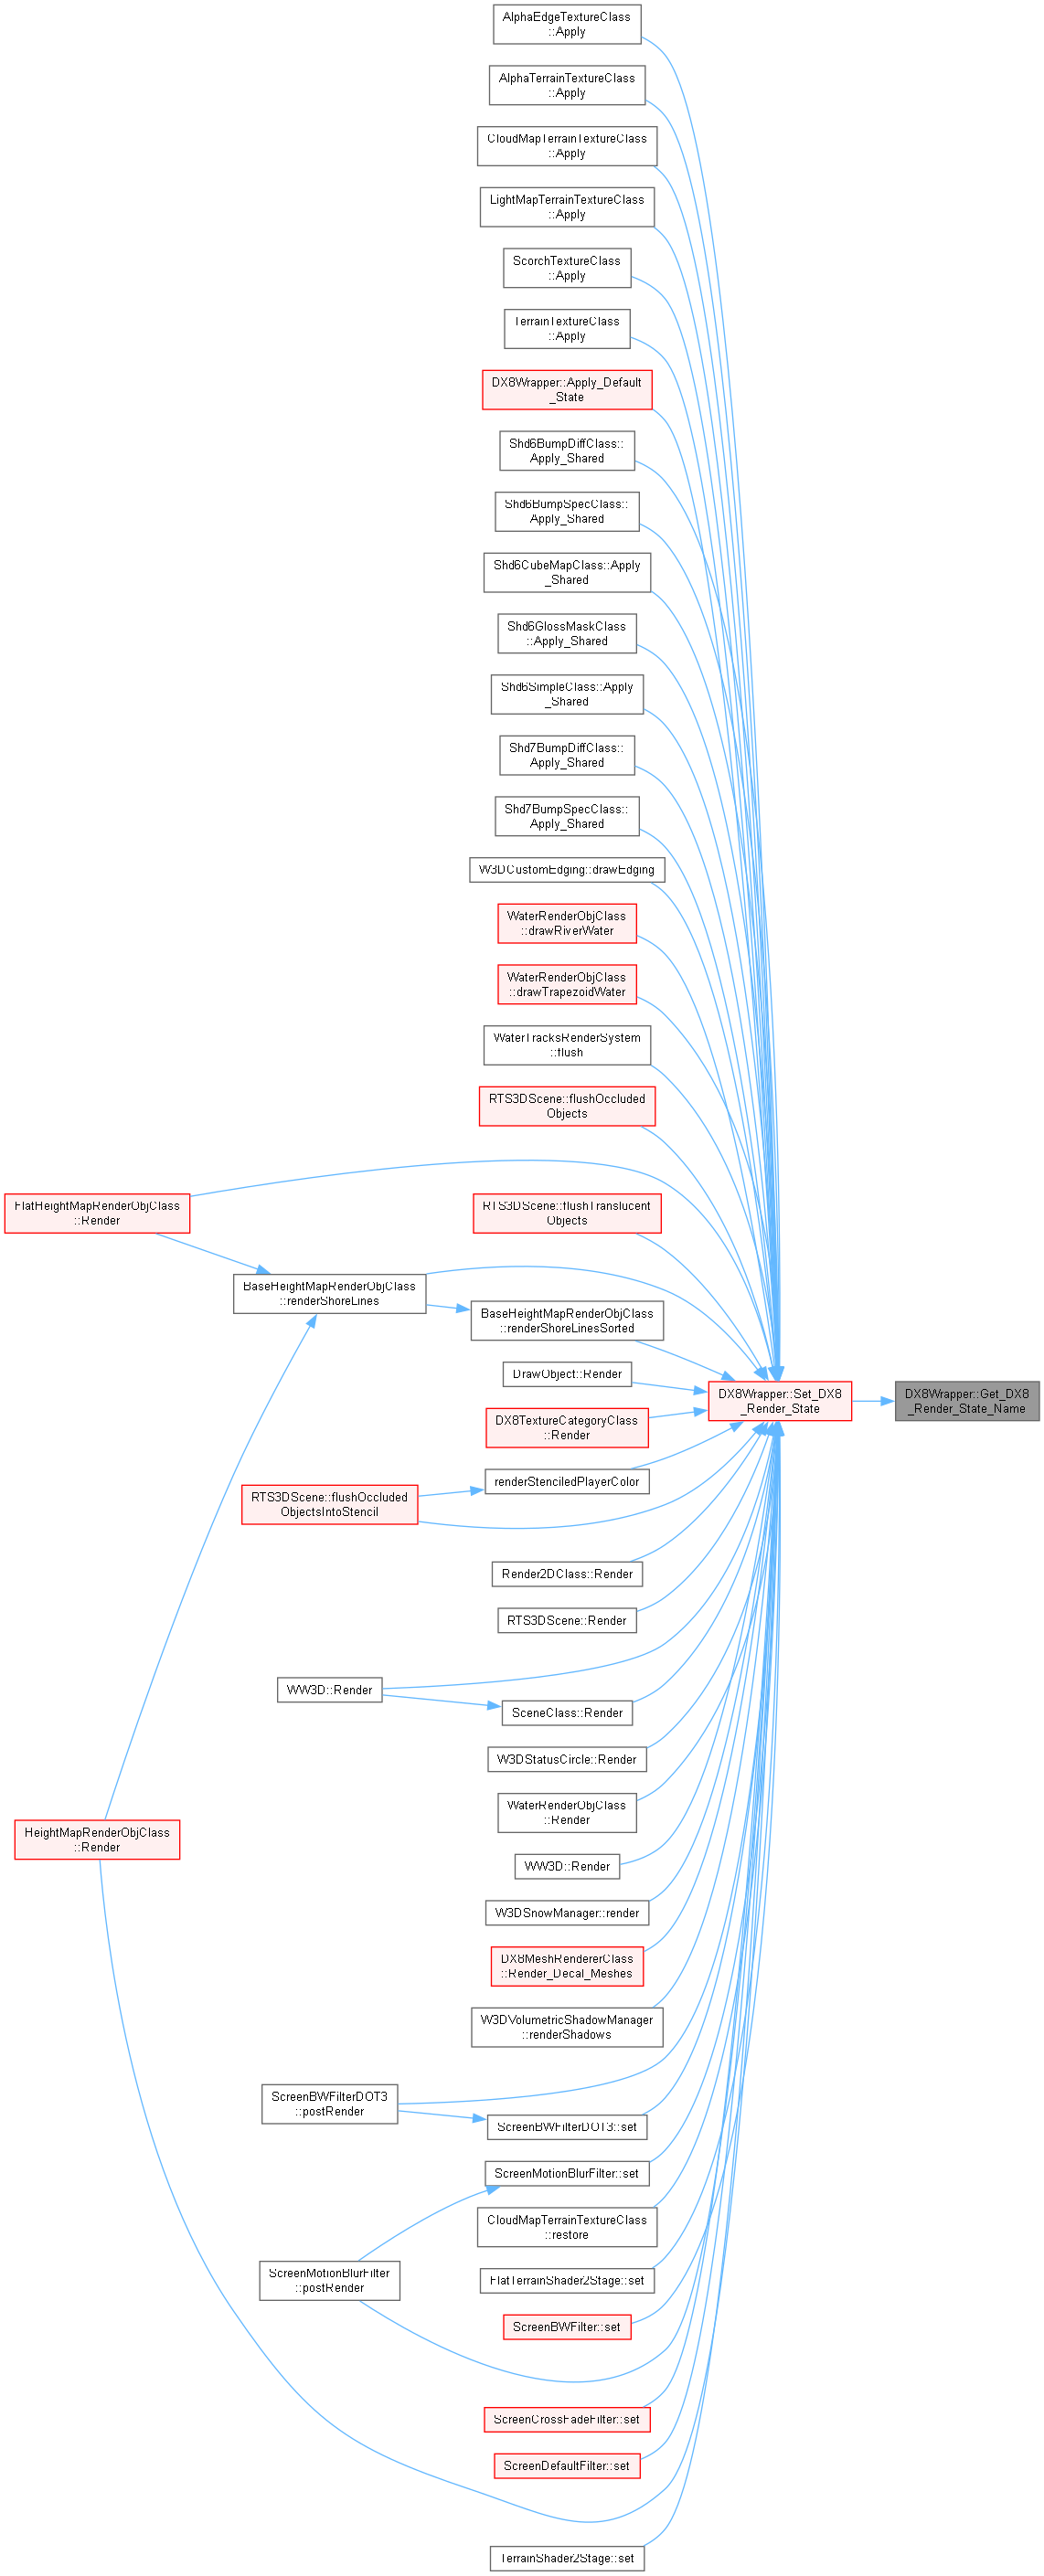 AlphaEdgeTextureClass
::Apply
AlphaTerrainTextureClass
::Apply
CloudMapTerrainTextureClass
::Apply
LightMapTerrainTextureClass
::Apply
ScorchTextureClass
::Apply
TerrainTextureClass
::Apply
DX8Wrapper::Apply_Default
_State
Shd6BumpDiffClass::
Apply_Shared
Shd6BumpSpecClass::
Apply_Shared
Shd6CubeMapClass::Apply
_Shared
Shd6GlossMaskClass
::Apply_Shared
Shd6SimpleClass::Apply
_Shared
Shd7BumpDiffClass::
Apply_Shared
Shd7BumpSpecClass::
Apply_Shared
W3DCustomEdging::drawEdging
WaterRenderObjClass
::drawRiverWater
WaterRenderObjClass
::drawTrapezoidWater
WaterTracksRenderSystem
::flush
RTS3DScene::flushOccluded
Objects
FlatHeightMapRenderObjClass
::Render
RTS3DScene::flushTranslucent
Objects
BaseHeightMapRenderObjClass
::renderShoreLines
BaseHeightMapRenderObjClass
::renderShoreLinesSorted
DrawObject::Render
DX8Wrapper::Set_DX8
_Render_State
DX8Wrapper::Get_DX8
_Render_State_Name
DX8TextureCategoryClass
::Render
renderStenciledPlayerColor
RTS3DScene::flushOccluded
ObjectsIntoStencil
Render2DClass::Render
RTS3DScene::Render
WW3D::Render
SceneClass::Render
W3DStatusCircle::Render
WaterRenderObjClass
::Render
HeightMapRenderObjClass
::Render
WW3D::Render
W3DSnowManager::render
DX8MeshRendererClass
::Render_Decal_Meshes
W3DVolumetricShadowManager
::renderShadows
ScreenBWFilterDOT3
::postRender
ScreenBWFilterDOT3::set
ScreenMotionBlurFilter::set
CloudMapTerrainTextureClass
::restore
ScreenMotionBlurFilter
::postRender
FlatTerrainShader2Stage::set
ScreenBWFilter::set
ScreenCrossFadeFilter::set
ScreenDefaultFilter::set
TerrainShader2Stage::set